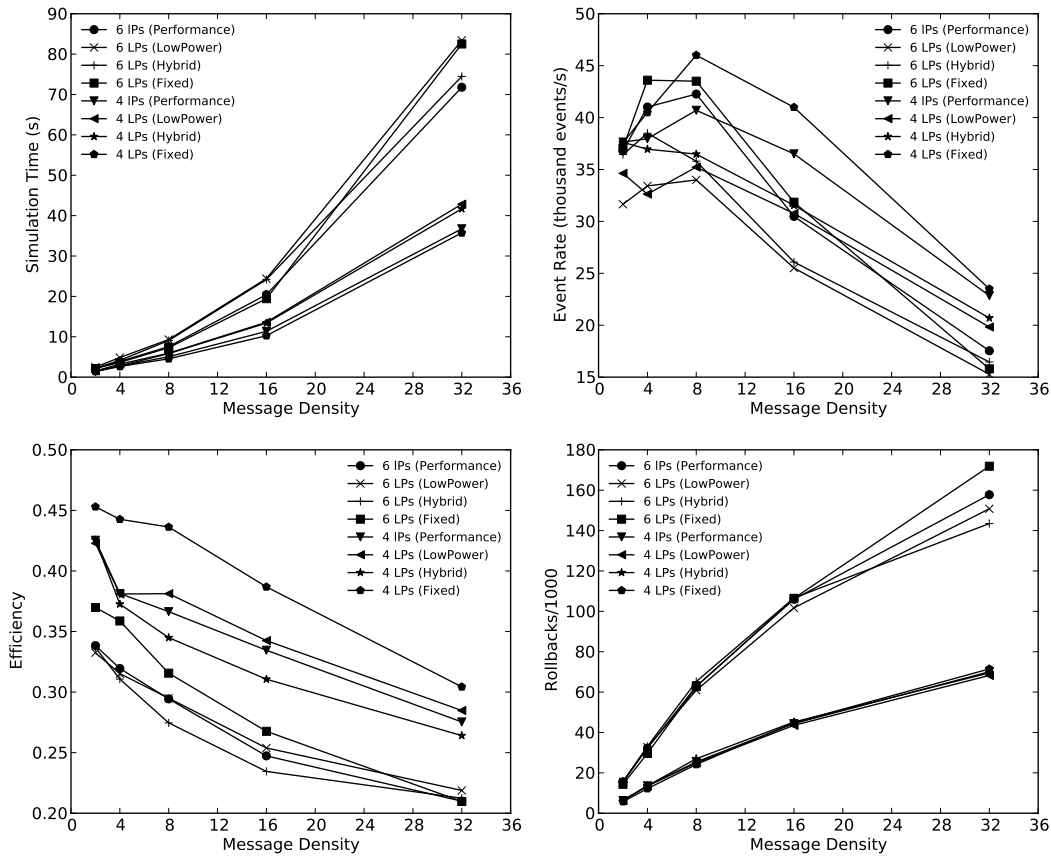 90
80
70
60
50
40
30
20
10
0
Simulation Time (s)
6 lPs (Performance)
6 LPs (LowPower)
6 LPs (Hybrid)
6 LPs (Fixed)
4 lPs (Performance)
4 LPs (LowPower)
4 LPs (Hybrid)
4 LPs (Fixed)
0 4 8 12 16 20 24 28 32 36
Message Density
50
45
40
35
30
25
20
15
Event Rate (thousand events/s)
6 lPs (Performance)
6 LPs (LowPower)
6 LPs (Hybrid)
6 LPs (Fixed)
4 lPs (Performance)
4 LPs (LowPower)
4 LPs (Hybrid)
4 LPs (Fixed)
0 4 8 12 16 20 24 28 32 36
Message Density
0.50
0.45
0.40
0.35
0.30
0.25
0.20
Efficiency
6 lPs (Performance)
6 LPs (LowPower)
6 LPs (Hybrid)
6 LPs (Fixed)
4 lPs (Performance)
4 LPs (LowPower)
4 LPs (Hybrid)
4 LPs (Fixed)
0 4 8 12 16 20 24 28 32 36
Message Density
180
160
140
120
100
80
60
40
20
0
Rollbacks/1000
6 lPs (Performance)
6 LPs (LowPower)
6 LPs (Hybrid)
6 LPs (Fixed)
4 lPs (Performance)
4 LPs (LowPower)
4 LPs (Hybrid)
4 LPs (Fixed)
0 4 8 12 16 20 24 28 32 36
Message Density